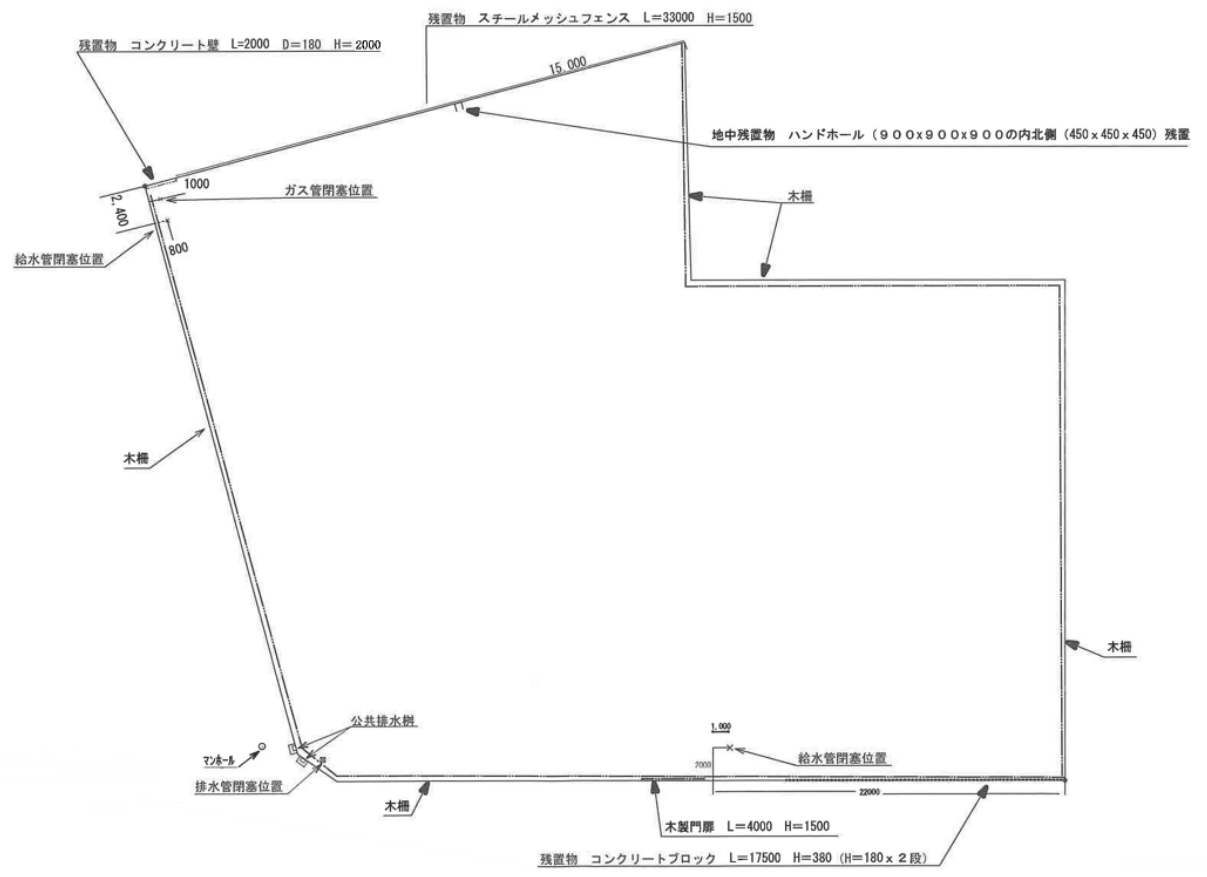 残置物　スチールメッシュフェンス　L＝33000　H＝1500
残置物　コンクリート壁　L=2000　D＝180　H＝2000
15.000
地中残置物　ハンドホール（９００x９００x９００の内北側（450ｘ450ｘ450）残置
1000
ガス管閉塞位置
木柵
2.400
800
給水管閉塞位置
木柵
木柵
公共排水桝
1.000
マンホール
給水管閉塞位置
2000
排水管閉塞位置
22000
木柵
木製門扉　L＝4000　H＝1500
残置物　コンクリートブロック　L＝17500　H＝380（H＝180ｘ２段）